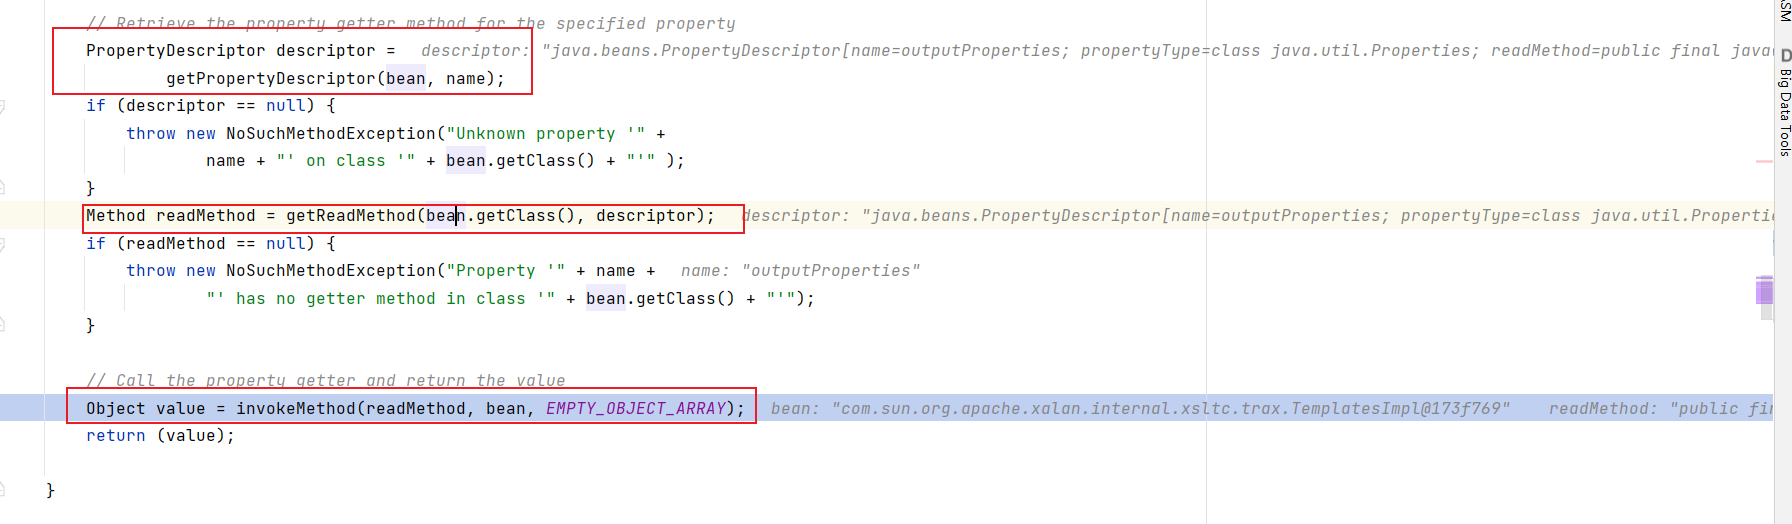 // Retrieve the property getter method for the specified property
PropertyDescriptor descriptor =   descriptor: "java.beans.PropertyDescriptor[name=outputProperties; propertyType=class java.util.Properties; readMethod=public final java
getPropertyDescriptor(bean, name);
if (descriptor == null) {
throw new NoSuchMethodException("Unknown property '" +
name + "' on class '" + bean.getClass() + "'" );
}
Method readMethod = getReadMethod(bean.getClass(), descriptor);   descriptor: "java.beans.PropertyDescriptor[name=outputProperties; propertyType=class java.util.Properti
if (readMethod == null) {
throw new NoSuchMethodException("Property '" + name +   name: "outputProperties"
"' has no getter method in class '" + bean.getClass() + "'");
}
// Call the property getter and return the value
Object value = invokeMethod(readMethod, bean, EMPTY_OBJECT_ARRAY);   bean: "com.sun.org.apache.xalan.internal.xsltc.trax.TemplatesImpl@173f769"   readMethod: "public fin
return (value);
}
ASM
D
Big Data Tools